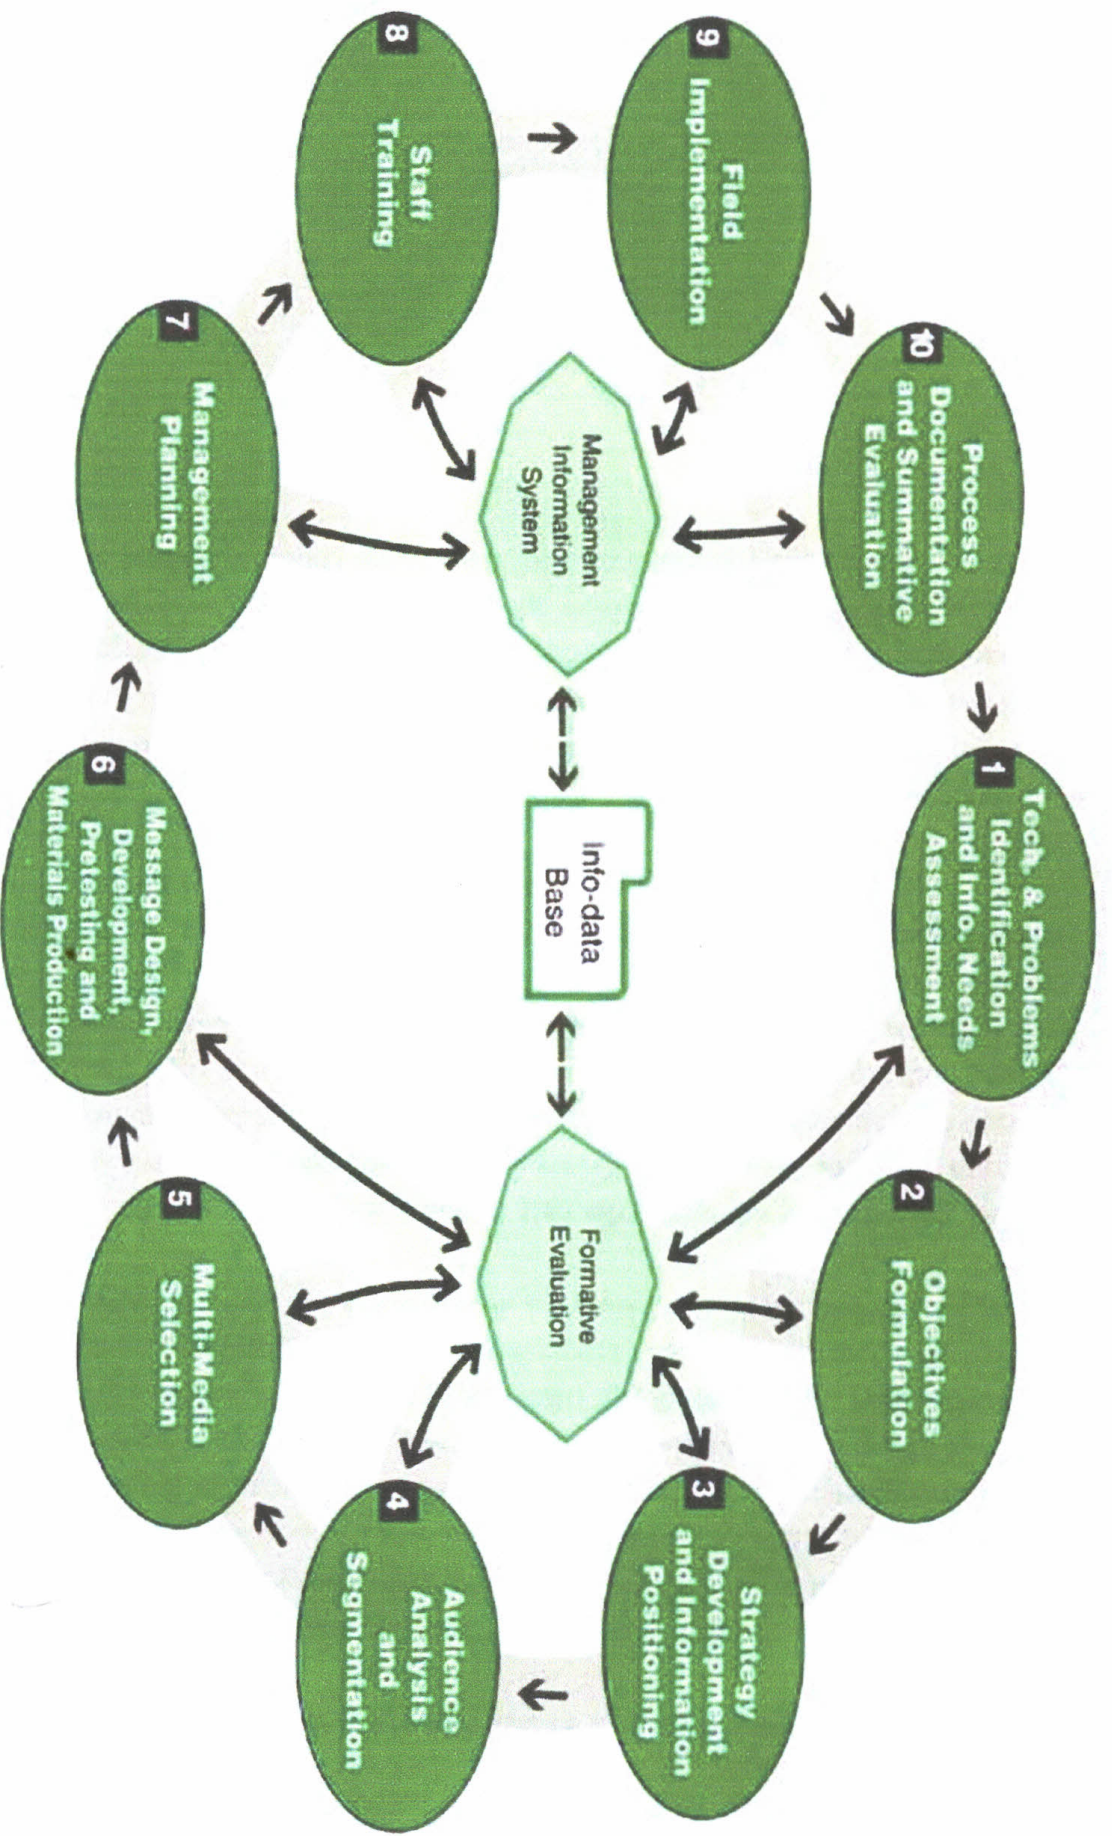 1
Tech. & Problems
Identification
and Info. Needs
Assessment
2
Objectives
Formulation
3
Strategy
Development
and Information
Positioning
4
Audience
Analysis
and
Segmentation
5
Multi-Media
Selection
6
Message Design,
Development,
Pretesting and
Materials Production
7
Management
Planning
8
Staff
Training
9
Field
Implementation
10
Process
Documentation
and Summative
Evaluation
Management
Information
System
Info-data
Base
Formative
Evaluation